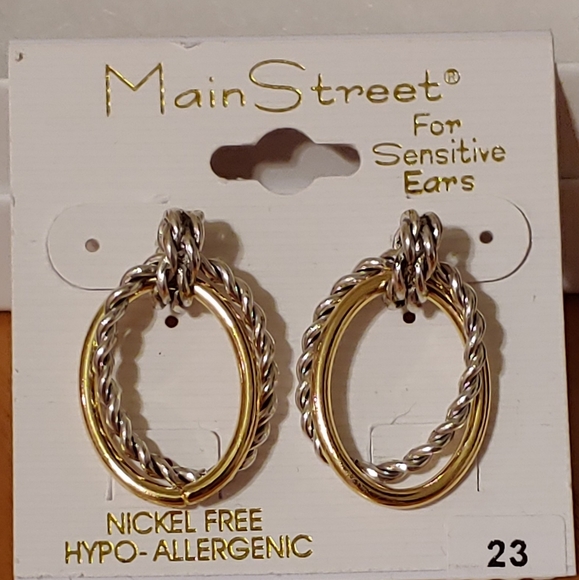 MainStreet®
For
Sensitive
Ears
NICKEL FREE
HYPO-ALLERGENIC
23